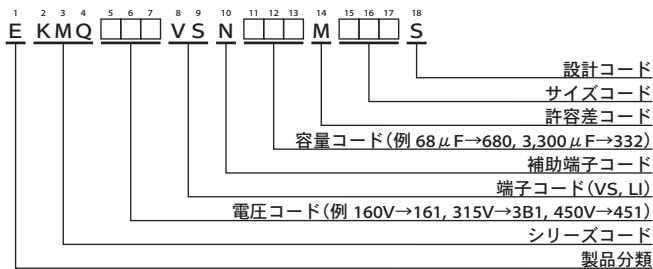 1 2 3 4 5 6 7 8 9 10 11 12 13 14 15 16 17 18
E KMQ □□□ VS N □□□ M □□□ S
設計コード
サイズコード
許容差コード
容量コード(例 68μF→680, 3,300μF→332)
補助端子コード
端子コード(VS, LI)
電圧コード(例 160V→161, 315V→3B1, 450V→451)
シリーズコード
製品分類